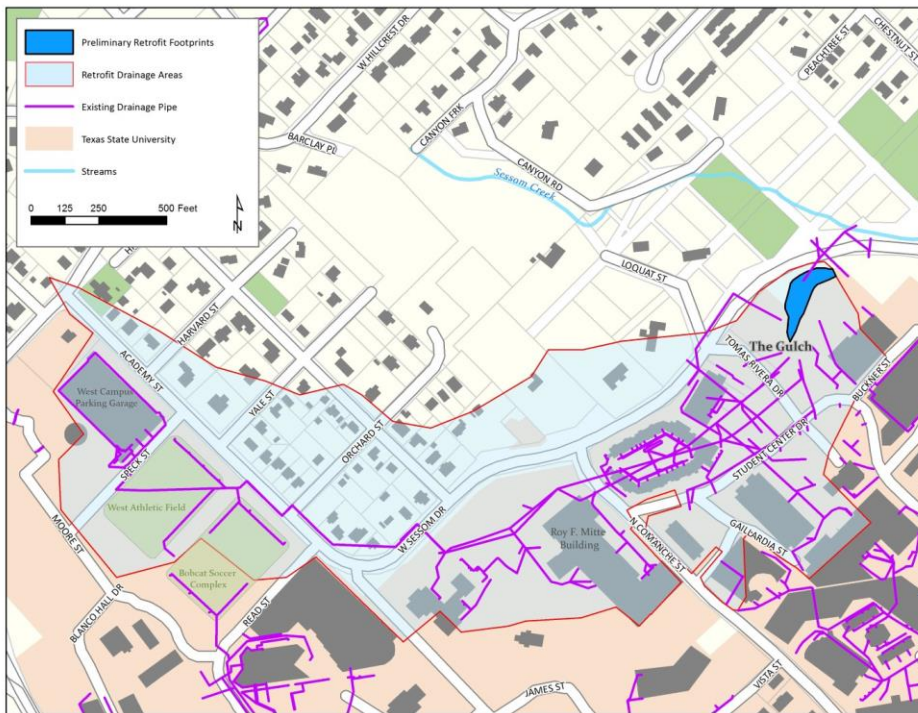 Preliminary Retrofit Footprints
Retrofit Drainage Areas
Existing Drainage Pipe
Texas State University
Streams
0 125 250 500 Feet
N
W HILLCREST DR
BARCLAY PL
CANYON FRK
CANYON RD
Sessom Creek
PEACHTREE ST
CHESTNUT ST
LOQUAT ST
HARVARD ST
ACADEMY ST
YALE ST
ORCHARD ST
West Campus
Parking Garage
SPECK ST
West Athletic Field
Bobcat Soccer
Complex
MOORE ST
BLANCO HALL DR
READ ST
W SESSOM DR
Roy F. Mitte
Building
N COMANCHE ST
STUDENT CENTER DR
GAILLARDIA ST
The Gulch
TOMAS RIVERA DR
BUCKNER ST
JAMES ST
VISTA ST